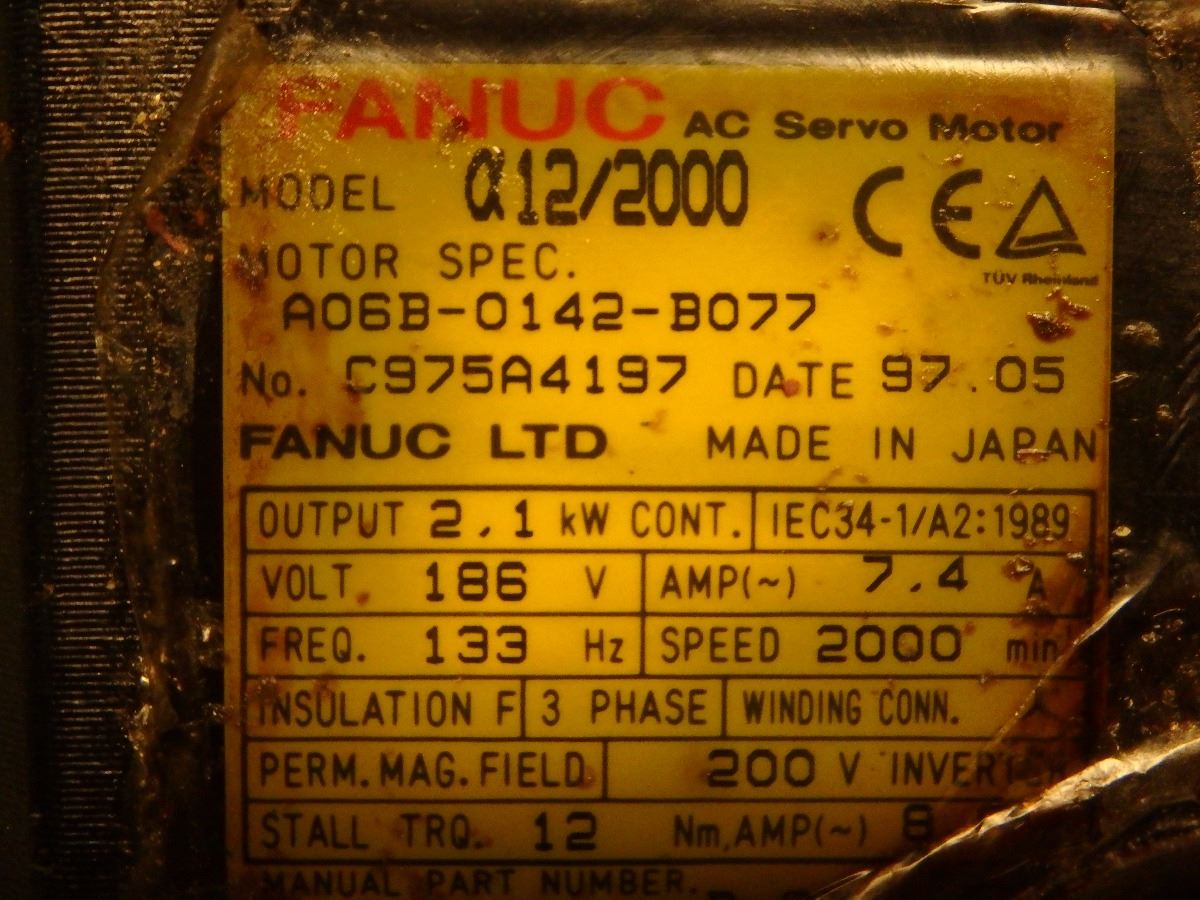 FANUC AC Servo Motor
MODEL α12/2000
CE
TÜV Rheinland
MOTOR SPEC.
A06B-0142-B077
No. C975A4197 DATE 97.05
FANUC LTD MADE IN JAPAN
OUTPUT 2.1 kW CONT. IEC34-1/A2:1989
VOLT. 186 V AMP(~) 7.4 A
FREQ. 133 Hz SPEED 2000 min
INSULATION F 3 PHASE WINDING CONN.
PERM.MAG.FIELD 200 V INVERTER
STALL TRQ. 12 Nm,AMP(~) 8
MANUAL PART NUMBER.